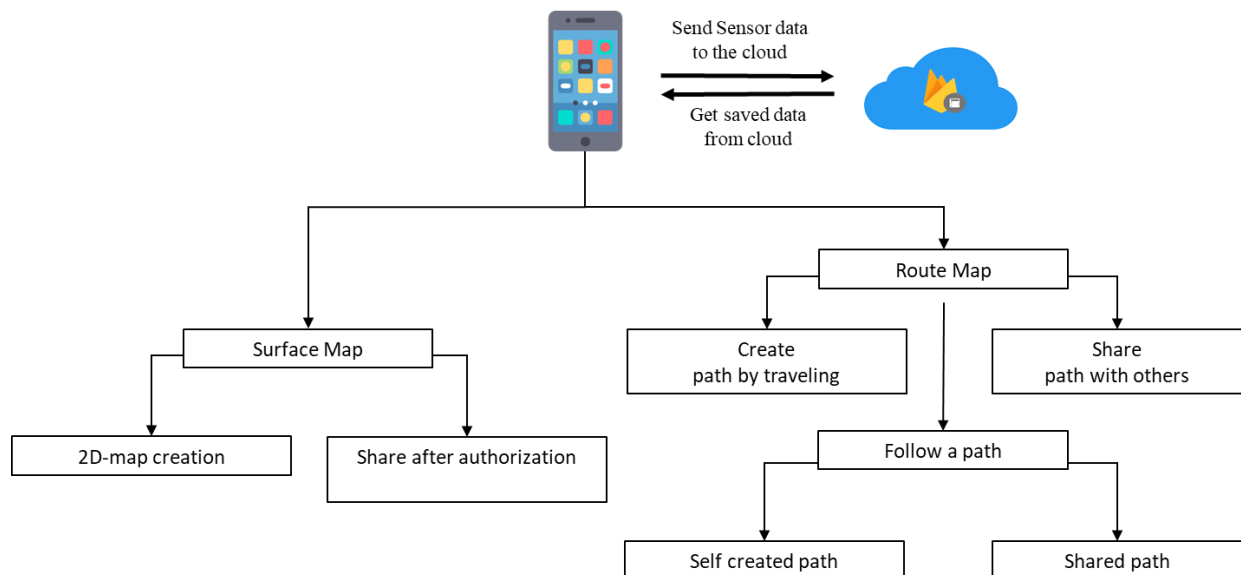 Send Sensor data
to the cloud
Get saved data
from cloud
Route Map
Surface Map
Create
path by traveling
Share
path with others
2D-map creation
Share after authorization
Follow a path
Self created path
Shared path